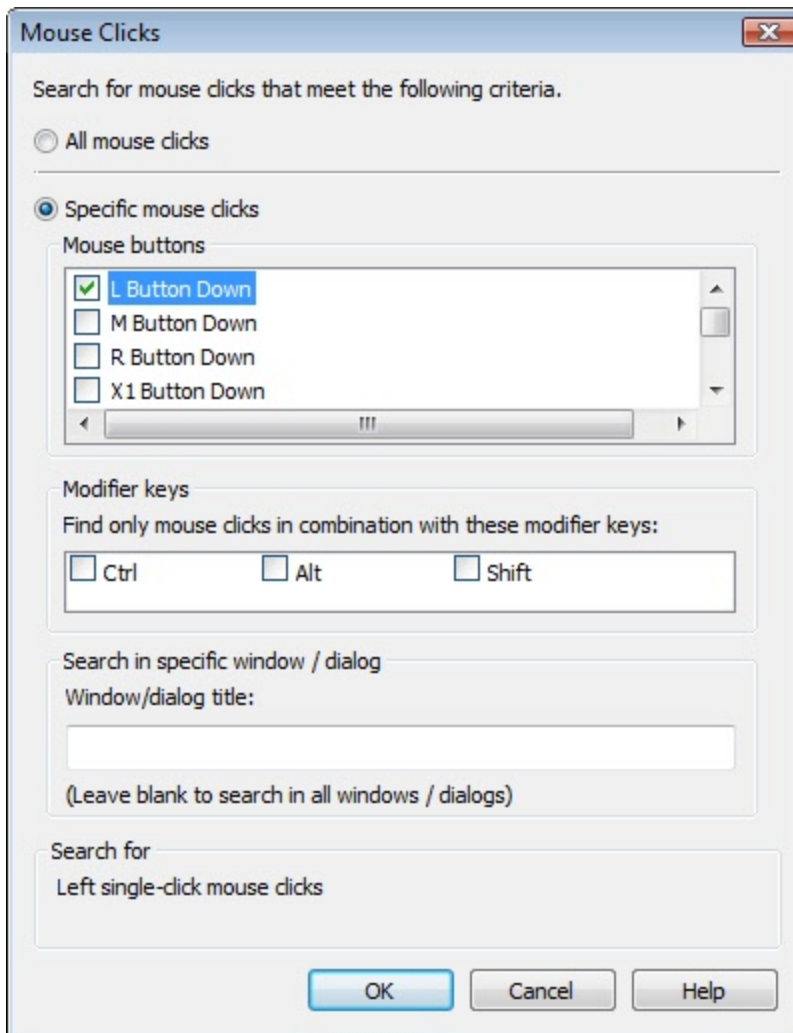 Mouse Clicks
Search for mouse clicks that meet the following criteria.
All mouse clicks
Specific mouse clicks
Mouse buttons
L Button Down
M Button Down
R Button Down
X1 Button Down
Modifier keys
Find only mouse clicks in combination with these modifier keys:
Ctrl Alt Shift
Search in specific window / dialog
Window/dialog title:
(Leave blank to search in all windows / dialogs)
Search for
Left single-click mouse clicks
OK Cancel Help